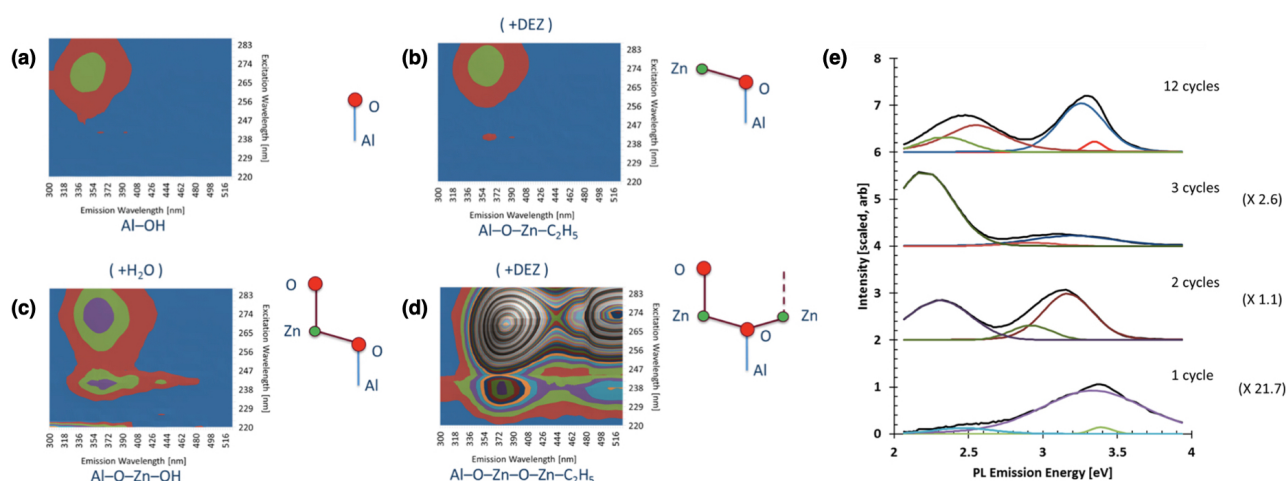 (a)
283
274
265
256
247
238
229
220
Excitation Wavelength [nm]
300 318 336 354 372 390 408 426 444 462 480 498 516
Emission Wavelength [nm]
Al–OH
O
Al
( +DEZ )
(b)
283
274
265
256
247
238
229
220
Excitation Wavelength [nm]
300 318 336 354 372 390 408 426 444 462 480 498 516
Emission Wavelength [nm]
Al–O–Zn–C₂H₅
Zn
O
Al
( +H₂O )
(c)
283
274
265
256
247
238
229
220
Excitation Wavelength [nm]
300 318 336 354 372 390 408 426 444 462 480 498 516
Emission Wavelength [nm]
Al–O–Zn–OH
O
Zn
O
Al
( +DEZ )
(d)
283
274
265
256
247
238
229
220
Excitation Wavelength [nm]
300 318 336 354 372 390 408 426 444 462 480 498 516
Emission Wavelength [nm]
Al–O–Zn–O–Zn–C₂H₅
O
Zn
Zn
O
Al
(e)
Intensity [scaled, arb]
8
7
6
5
4
3
2
1
0
12 cycles
3 cycles
(X 2.6)
2 cycles
(X 1.1)
1 cycle
(X 21.7)
2 2.5 3 3.5 4
PL Emission Energy [eV]